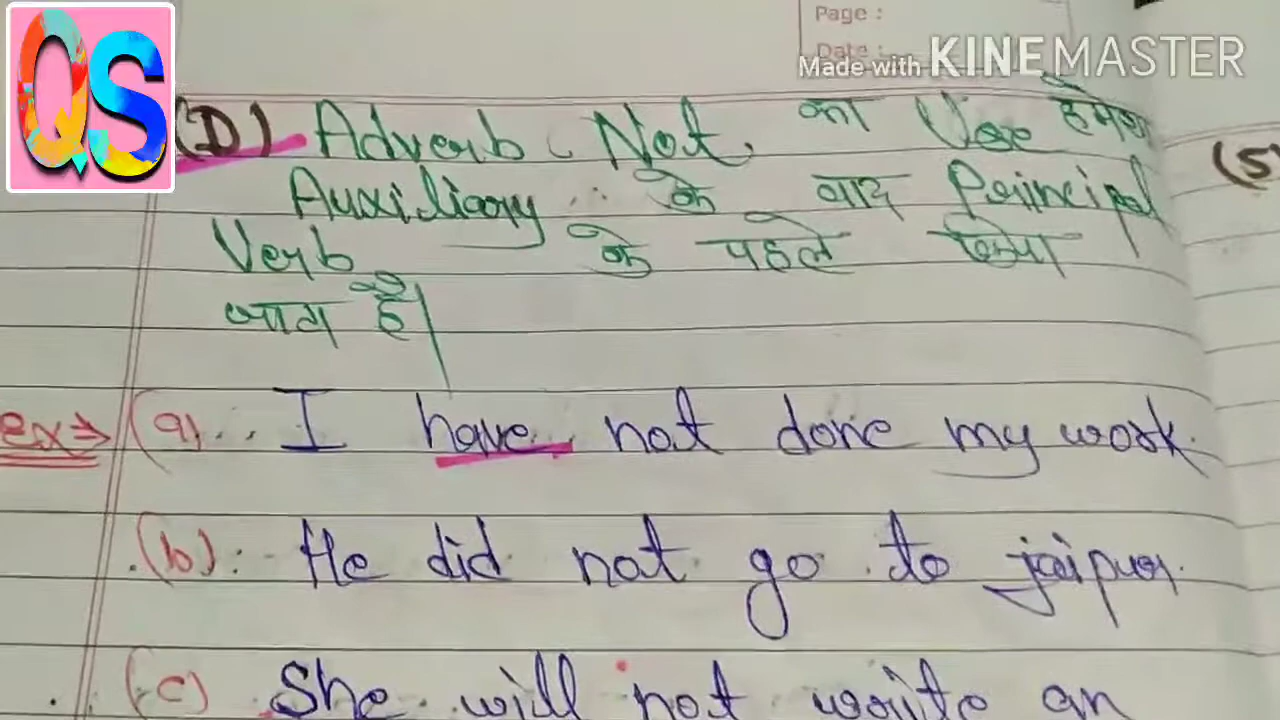 QS
Page :
Date :
Made with KINEMASTER
(D) Adverb Not का Use हमेशा
Auxiliary के बाद Principal
Verb के पहले किया
जाता है।
(5)
ex⇒ (a) I have not done my work.
(b) He did not go to jaipur.
(c) She will not write an